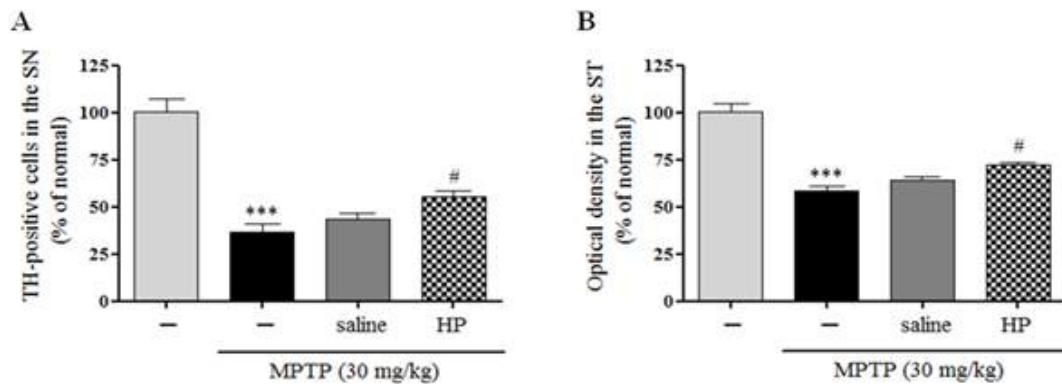 A
TH-positive cells in the SN
(% of normal)
125
100
75
50
25
0
***
#
–
–
saline
HP
MPTP (30 mg/kg)
B
Optical density in the ST
(% of normal)
125
100
75
50
25
0
***
#
–
–
saline
HP
MPTP (30 mg/kg)